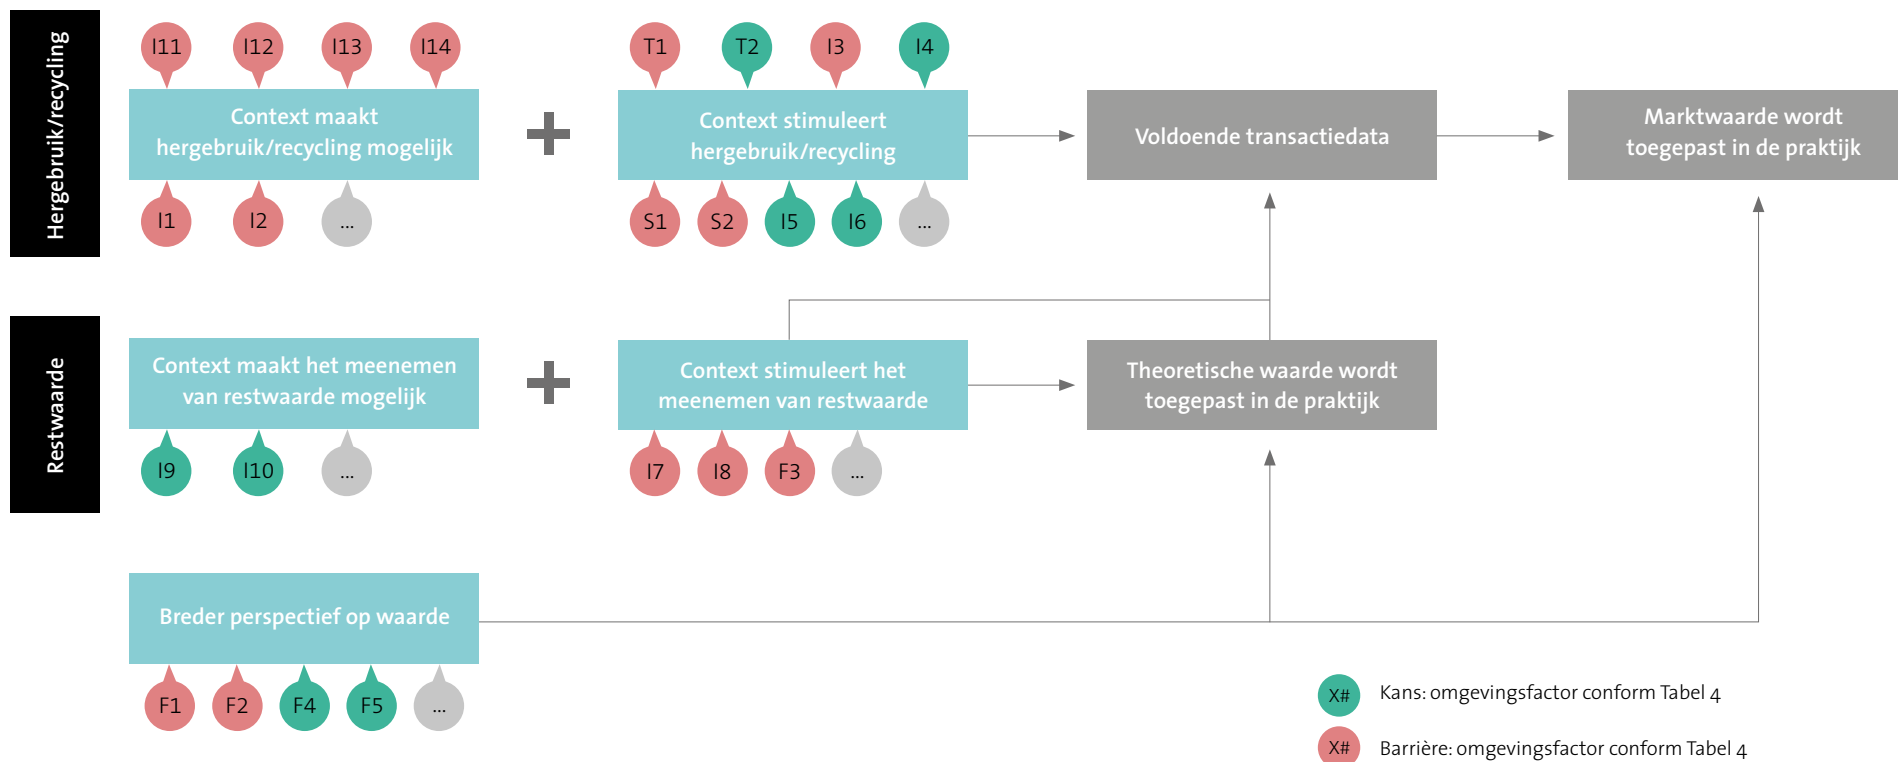 Hergebruik/recycling
I11
I12
I13
I14
T1
T2
I3
I4
Context maakt
hergebruik/recycling mogelijk
Context stimuleert
hergebruik/recycling
Voldoende transactiedata
Marktwaarde wordt
toegepast in de praktijk
I1
I2
...
S1
S2
I5
I6
...
Restwaarde
Context maakt het meenemen
van restwaarde mogelijk
Context stimuleert het
meenemen van restwaarde
Theoretische waarde wordt
toegepast in de praktijk
I9
I10
...
I7
I8
F3
...
Breder perspectief op waarde
F1
F2
F4
F5
...
X# Kans: omgevingsfactor conform Tabel 4
X# Barrière: omgevingsfactor conform Tabel 4